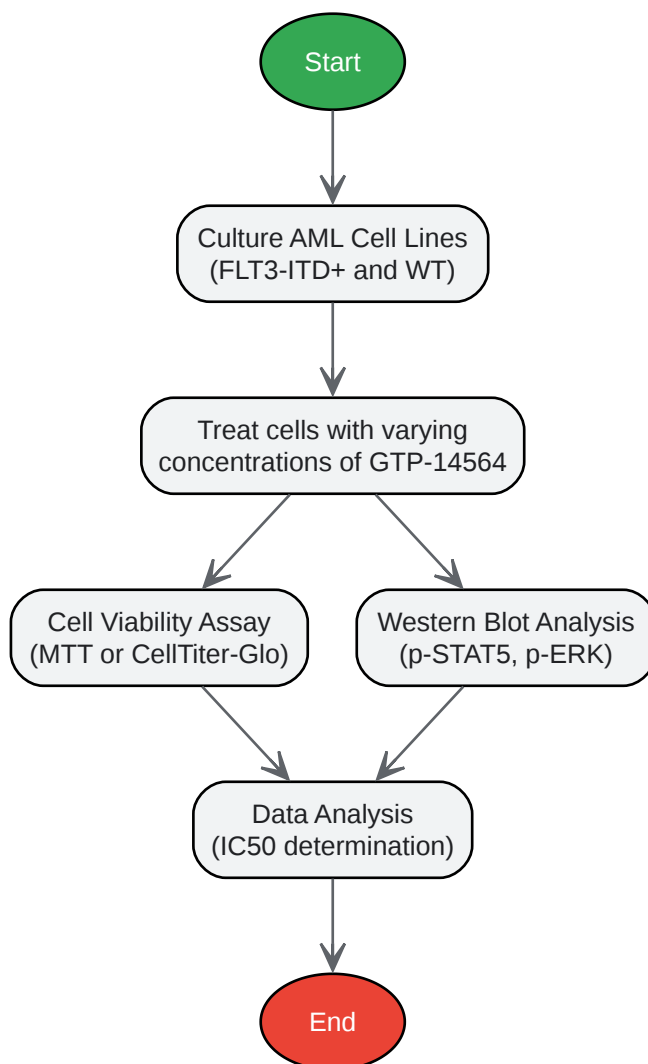 Start
Culture AML Cell Lines
(FLT3-ITD+ and WT)
Treat cells with varying
concentrations of GTP-14564
Cell Viability Assay
(MTT or CellTiter-Glo)
Western Blot Analysis
(p-STAT5, p-ERK)
Data Analysis
(IC50 determination)
End